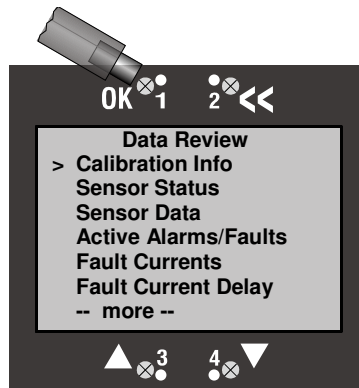 OK 1 2 <<
Data Review
> Calibration Info
Sensor Status
Sensor Data
Active Alarms/Faults
Fault Currents
Fault Current Delay
-- more --
3 4